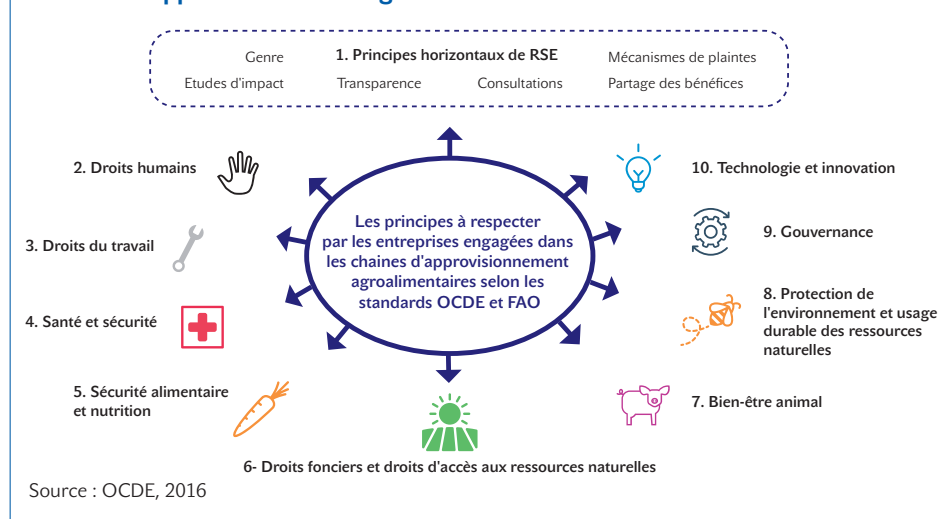 Genre
1. Principes horizontaux de RSE
Mécanismes de plaintes
Etudes d'impact
Transparence
Consultations
Partage des bénéfices
2. Droits humains
3. Droits du travail
4. Santé et sécurité
5. Sécurité alimentaire
et nutrition
6- Droits fonciers et droits d'accès aux ressources naturelles
Les principes à respecter
par les entreprises engagées dans
les chaines d'approvisionnement
agroalimentaires selon les
standards OCDE et FAO
10. Technologie et innovation
9. Gouvernance
8. Protection de
l'environnement et usage
durable des ressources
naturelles
7. Bien-être animal
Source : OCDE, 2016